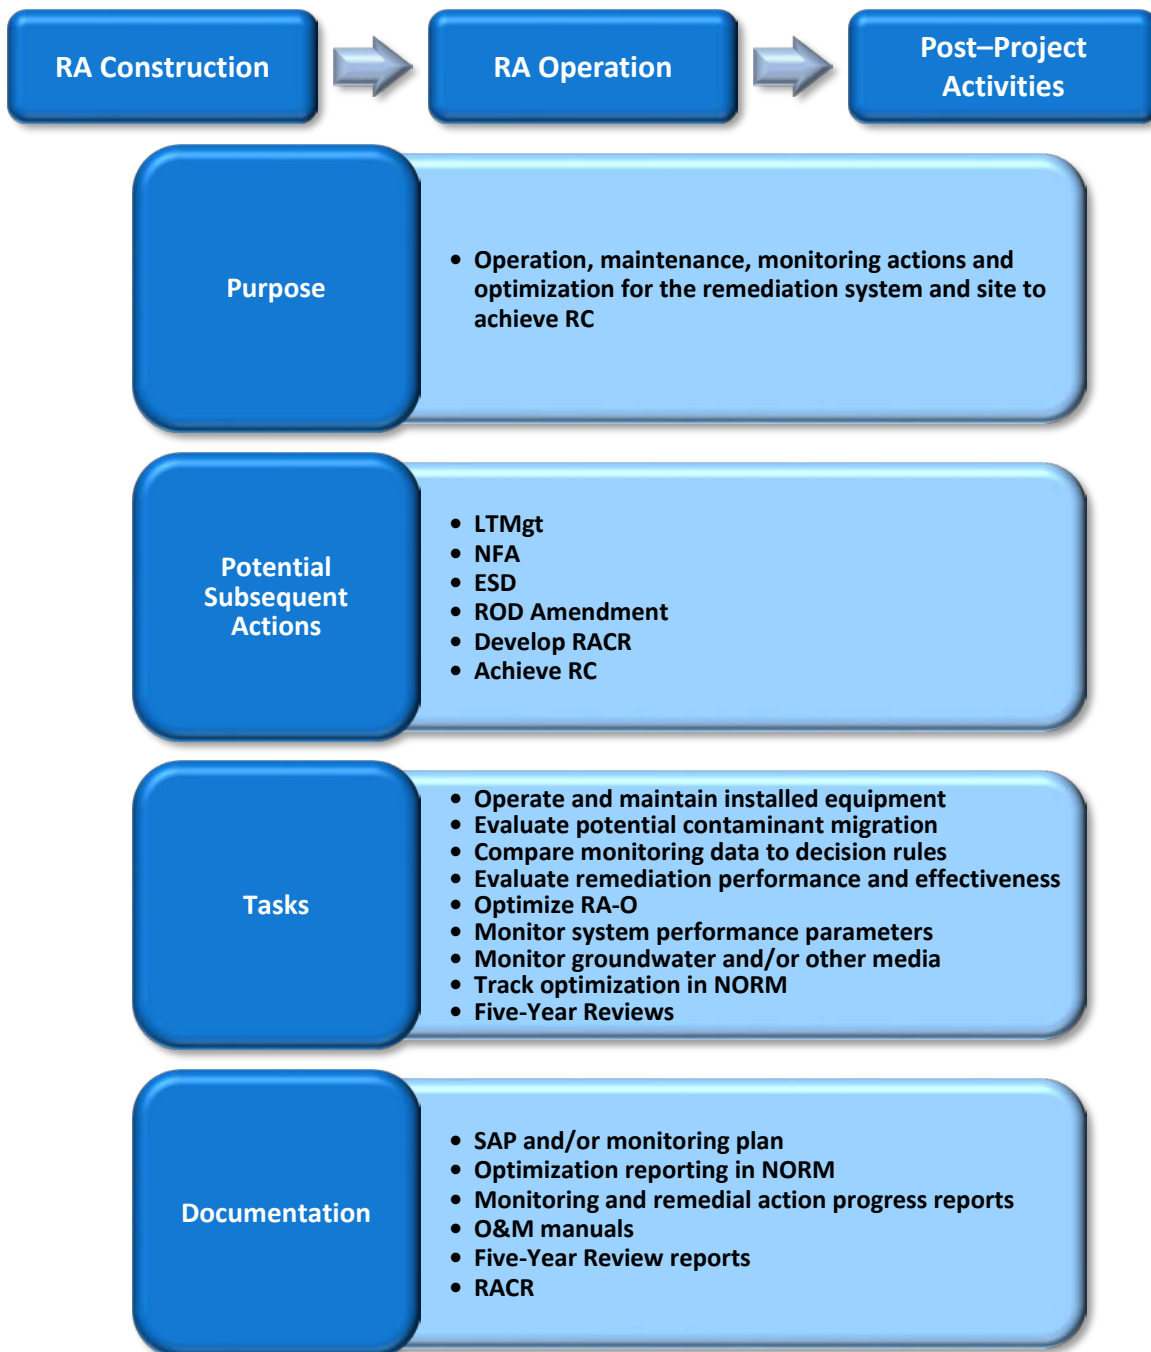 RA Construction
RA Operation
Post–Project
Activities
Purpose
• Operation, maintenance, monitoring actions and
optimization for the remediation system and site to
achieve RC
Potential
Subsequent
Actions
• LTMgt
• NFA
• ESD
• ROD Amendment
• Develop RACR
• Achieve RC
Tasks
• Operate and maintain installed equipment
• Evaluate potential contaminant migration
• Compare monitoring data to decision rules
• Evaluate remediation performance and effectiveness
• Optimize RA-O
• Monitor system performance parameters
• Monitor groundwater and/or other media
• Track optimization in NORM
• Five-Year Reviews
Documentation
• SAP and/or monitoring plan
• Optimization reporting in NORM
• Monitoring and remedial action progress reports
• O&M manuals
• Five-Year Review reports
• RACR